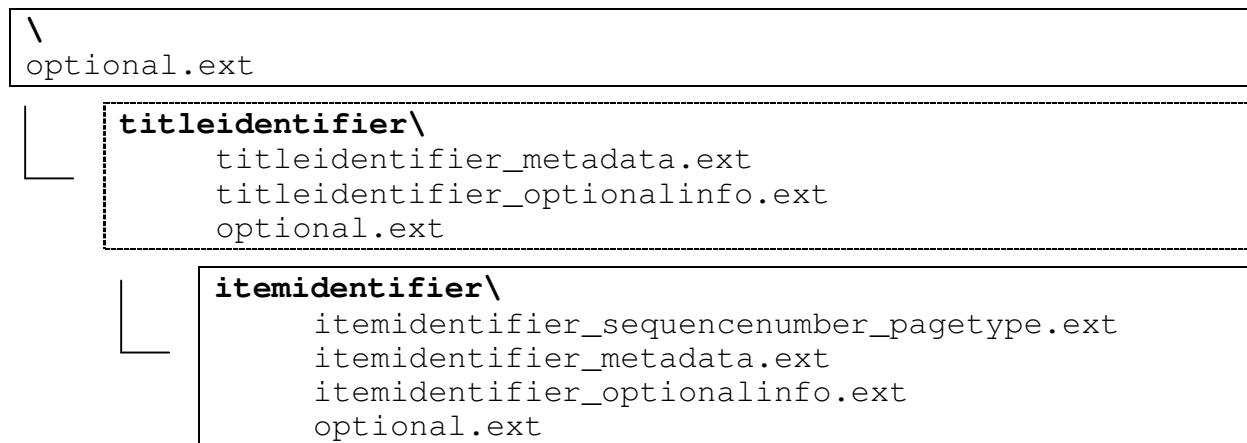 \
optional.ext
titleidentifier\
titleidentifier_metadata.ext
titleidentifier_optionalinfo.ext
optional.ext
itemidentifier\
itemidentifier_sequencenumber_pagetype.ext
itemidentifier_metadata.ext
itemidentifier_optionalinfo.ext
optional.ext